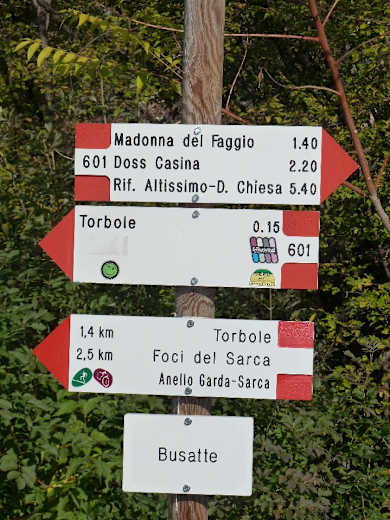 Madonna del Faggio 1.40
601 Doss Casina 2.20
Rif. Altissimo-D. Chiesa 5.40
Torbole 0.15
601
1,4 km Torbole
2,5 km Foci del Sarca
Anello Garda-Sarca
Busatte